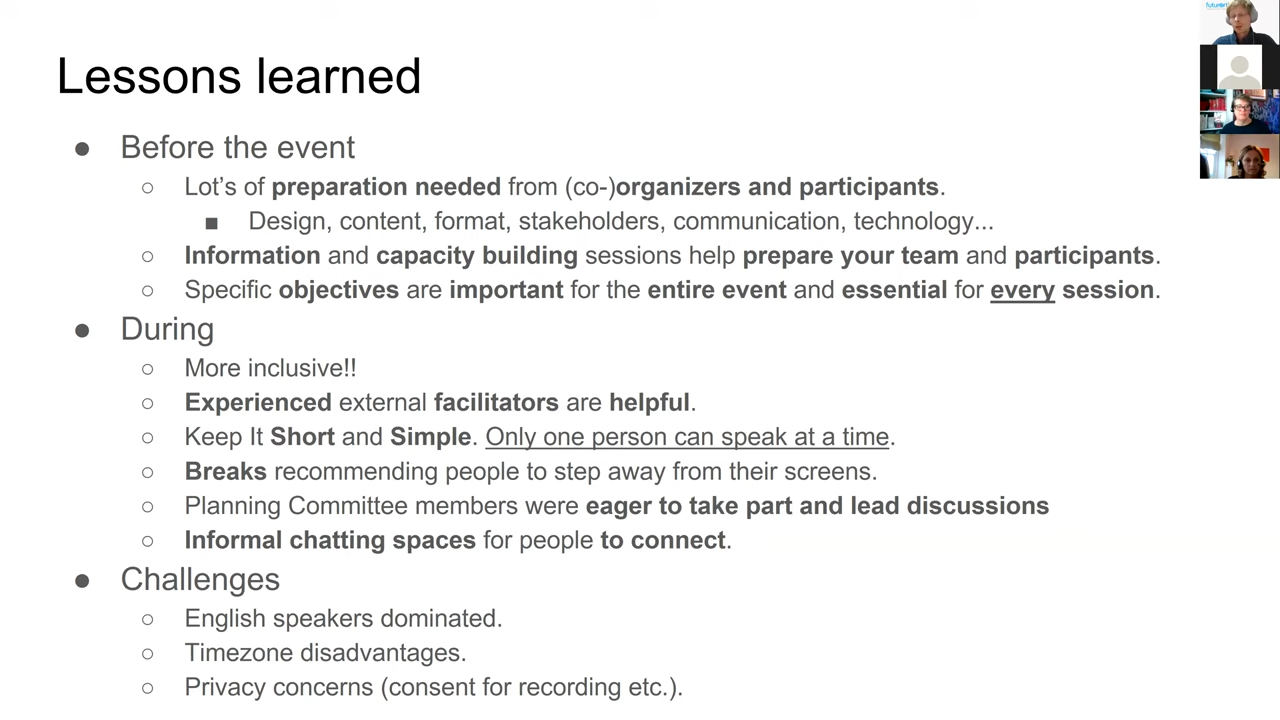 Lessons learned
● Before the event
○ Lot’s of preparation needed from (co-)organizers and participants.
■ Design, content, format, stakeholders, communication, technology...
○ Information and capacity building sessions help prepare your team and participants.
○ Specific objectives are important for the entire event and essential for every session.
● During
○ More inclusive!!
○ Experienced external facilitators are helpful.
○ Keep It Short and Simple. Only one person can speak at a time.
○ Breaks recommending people to step away from their screens.
○ Planning Committee members were eager to take part and lead discussions
○ Informal chatting spaces for people to connect.
● Challenges
○ English speakers dominated.
○ Timezone disadvantages.
○ Privacy concerns (consent for recording etc.).